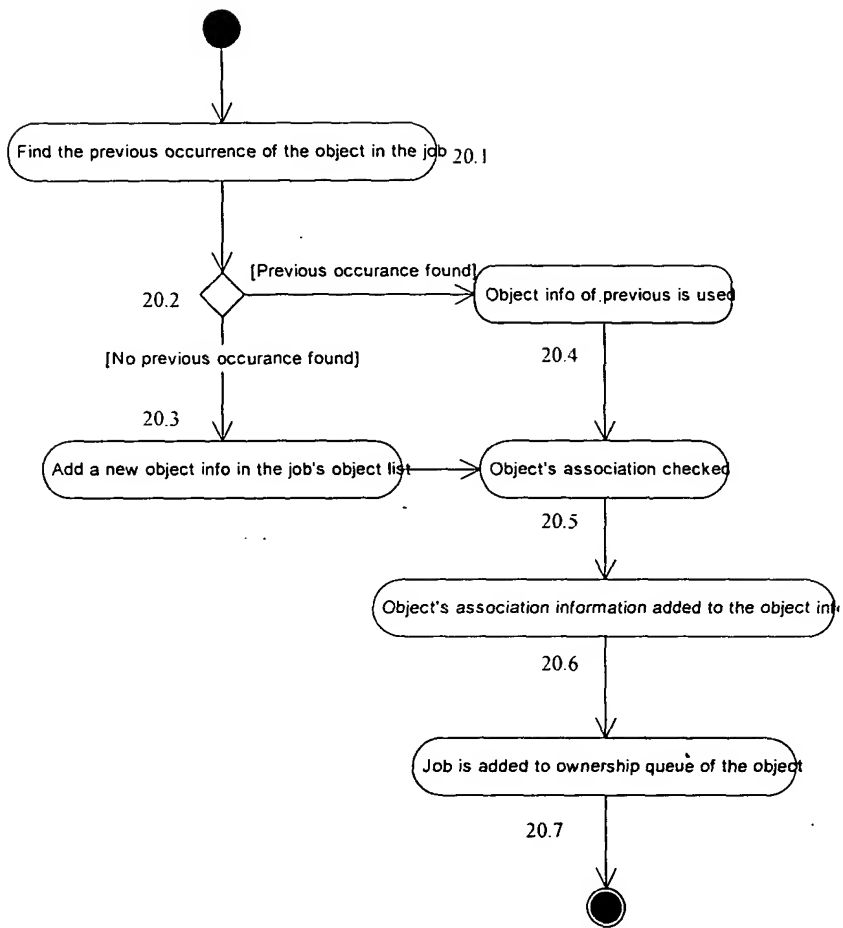 Find the previous occurrence of the object in the job 20.1
[Previous occurance found]
20.2
Object info of previous is used
[No previous occurance found]
20.4
20.3
Add a new object info in the job's object list
Object's association checked
20.5
Object's association information added to the object info
20.6
Job is added to ownership queue of the object
20.7